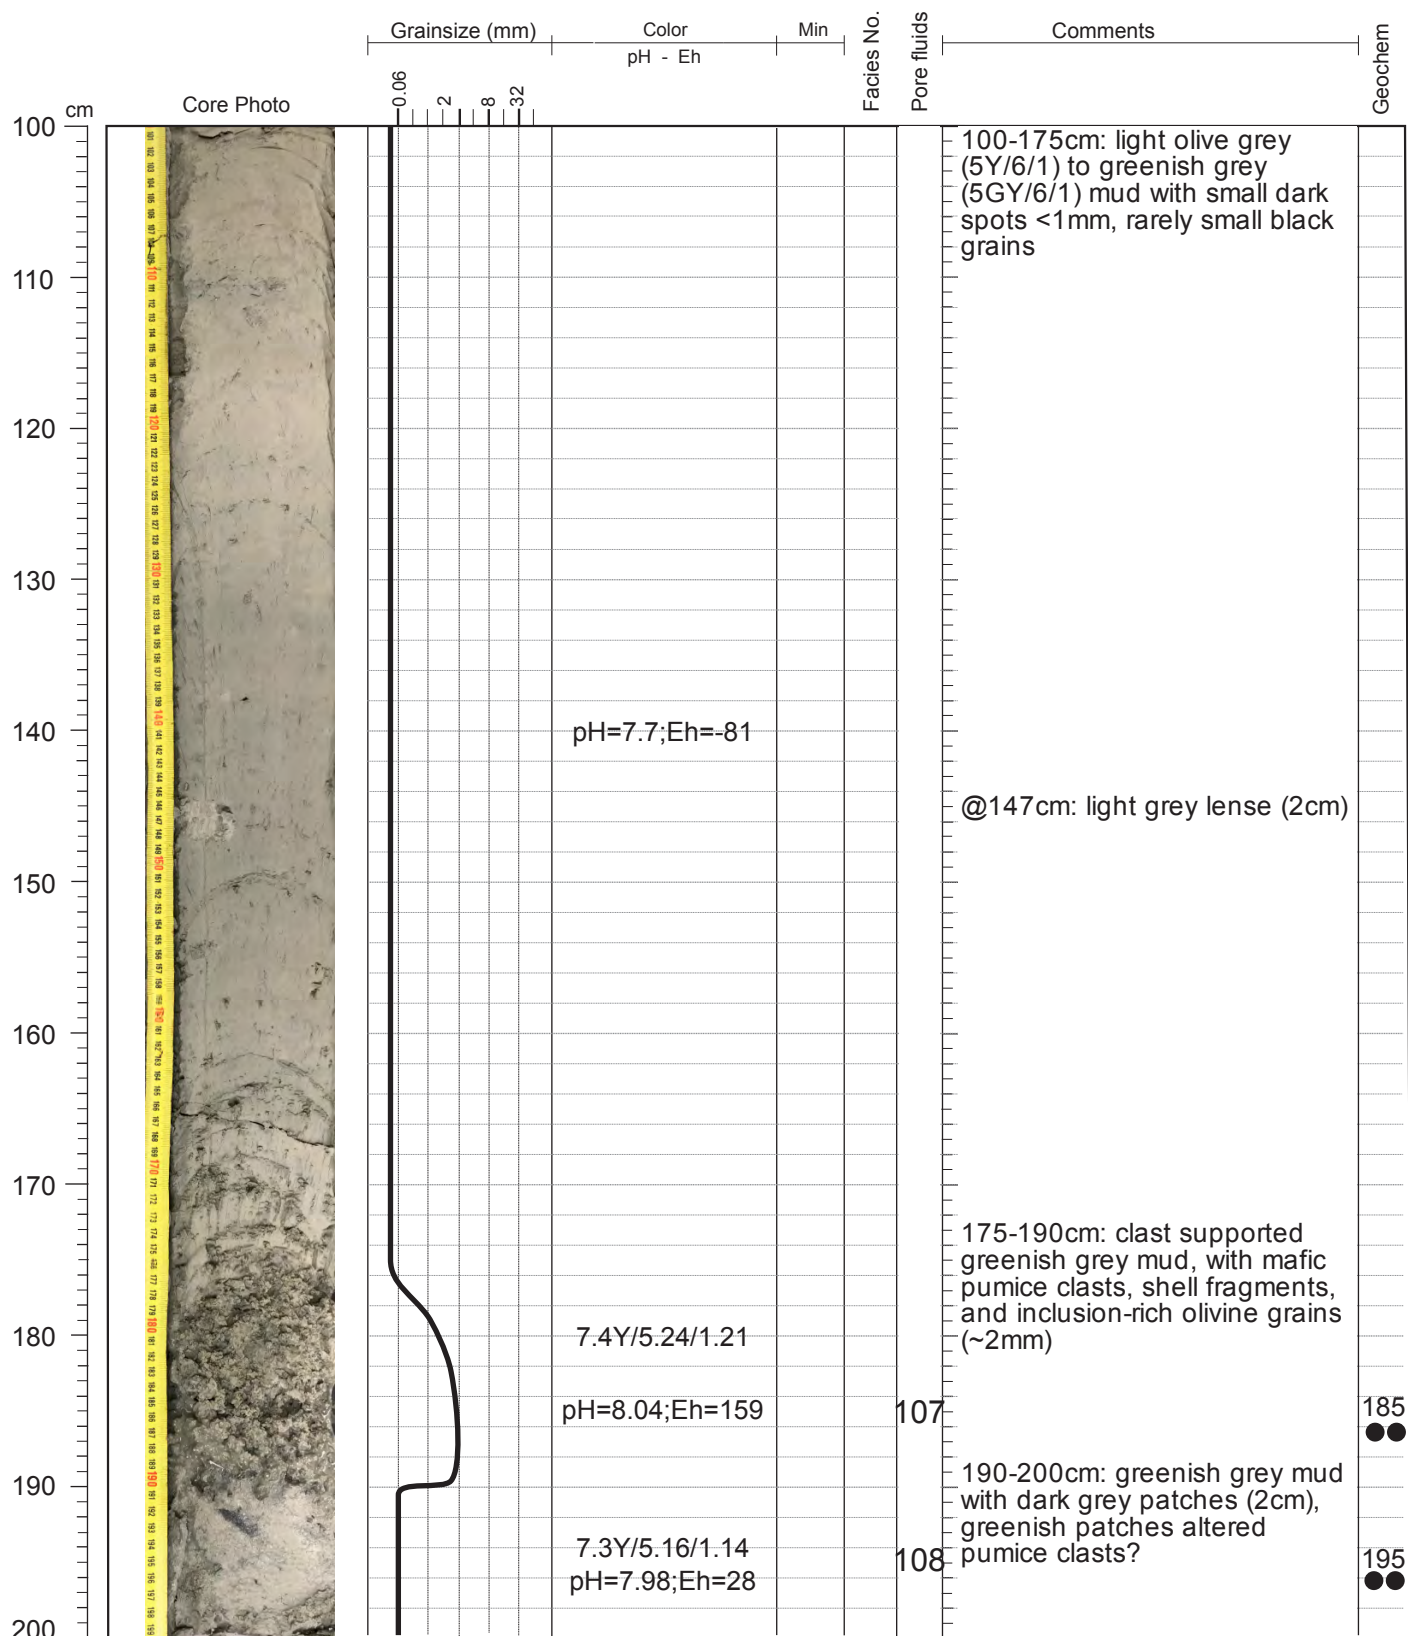 Grainsize (mm)
Color
Min
pH - Eh
Facies No.
Pore fluids
Comments
Geochem
cm
Core Photo
0.06
2
8
32
100
100-175cm: light olive grey
(5Y/6/1) to greenish grey
(5GY/6/1) mud with small dark
spots <1mm, rarely small black
grains
110
120
130
140
pH=7.7;Eh=-81
@147cm: light grey lense (2cm)
150
160
170
175-190cm: clast supported
greenish grey mud, with mafic
pumice clasts, shell fragments,
and inclusion-rich olivine grains
(~2mm)
180
7.4Y/5.24/1.21
pH=8.04;Eh=159
107
185
190
190-200cm: greenish grey mud
with dark grey patches (2cm),
greenish patches altered
pumice clasts?
7.3Y/5.16/1.14
pH=7.98;Eh=28
108
195
200